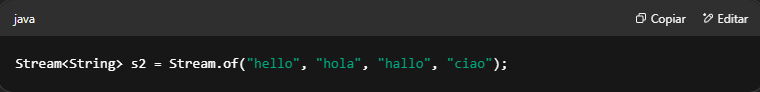 java Copiar Editar
Stream<String> s2 = Stream.of("hello", "hola", "hallo", "ciao");